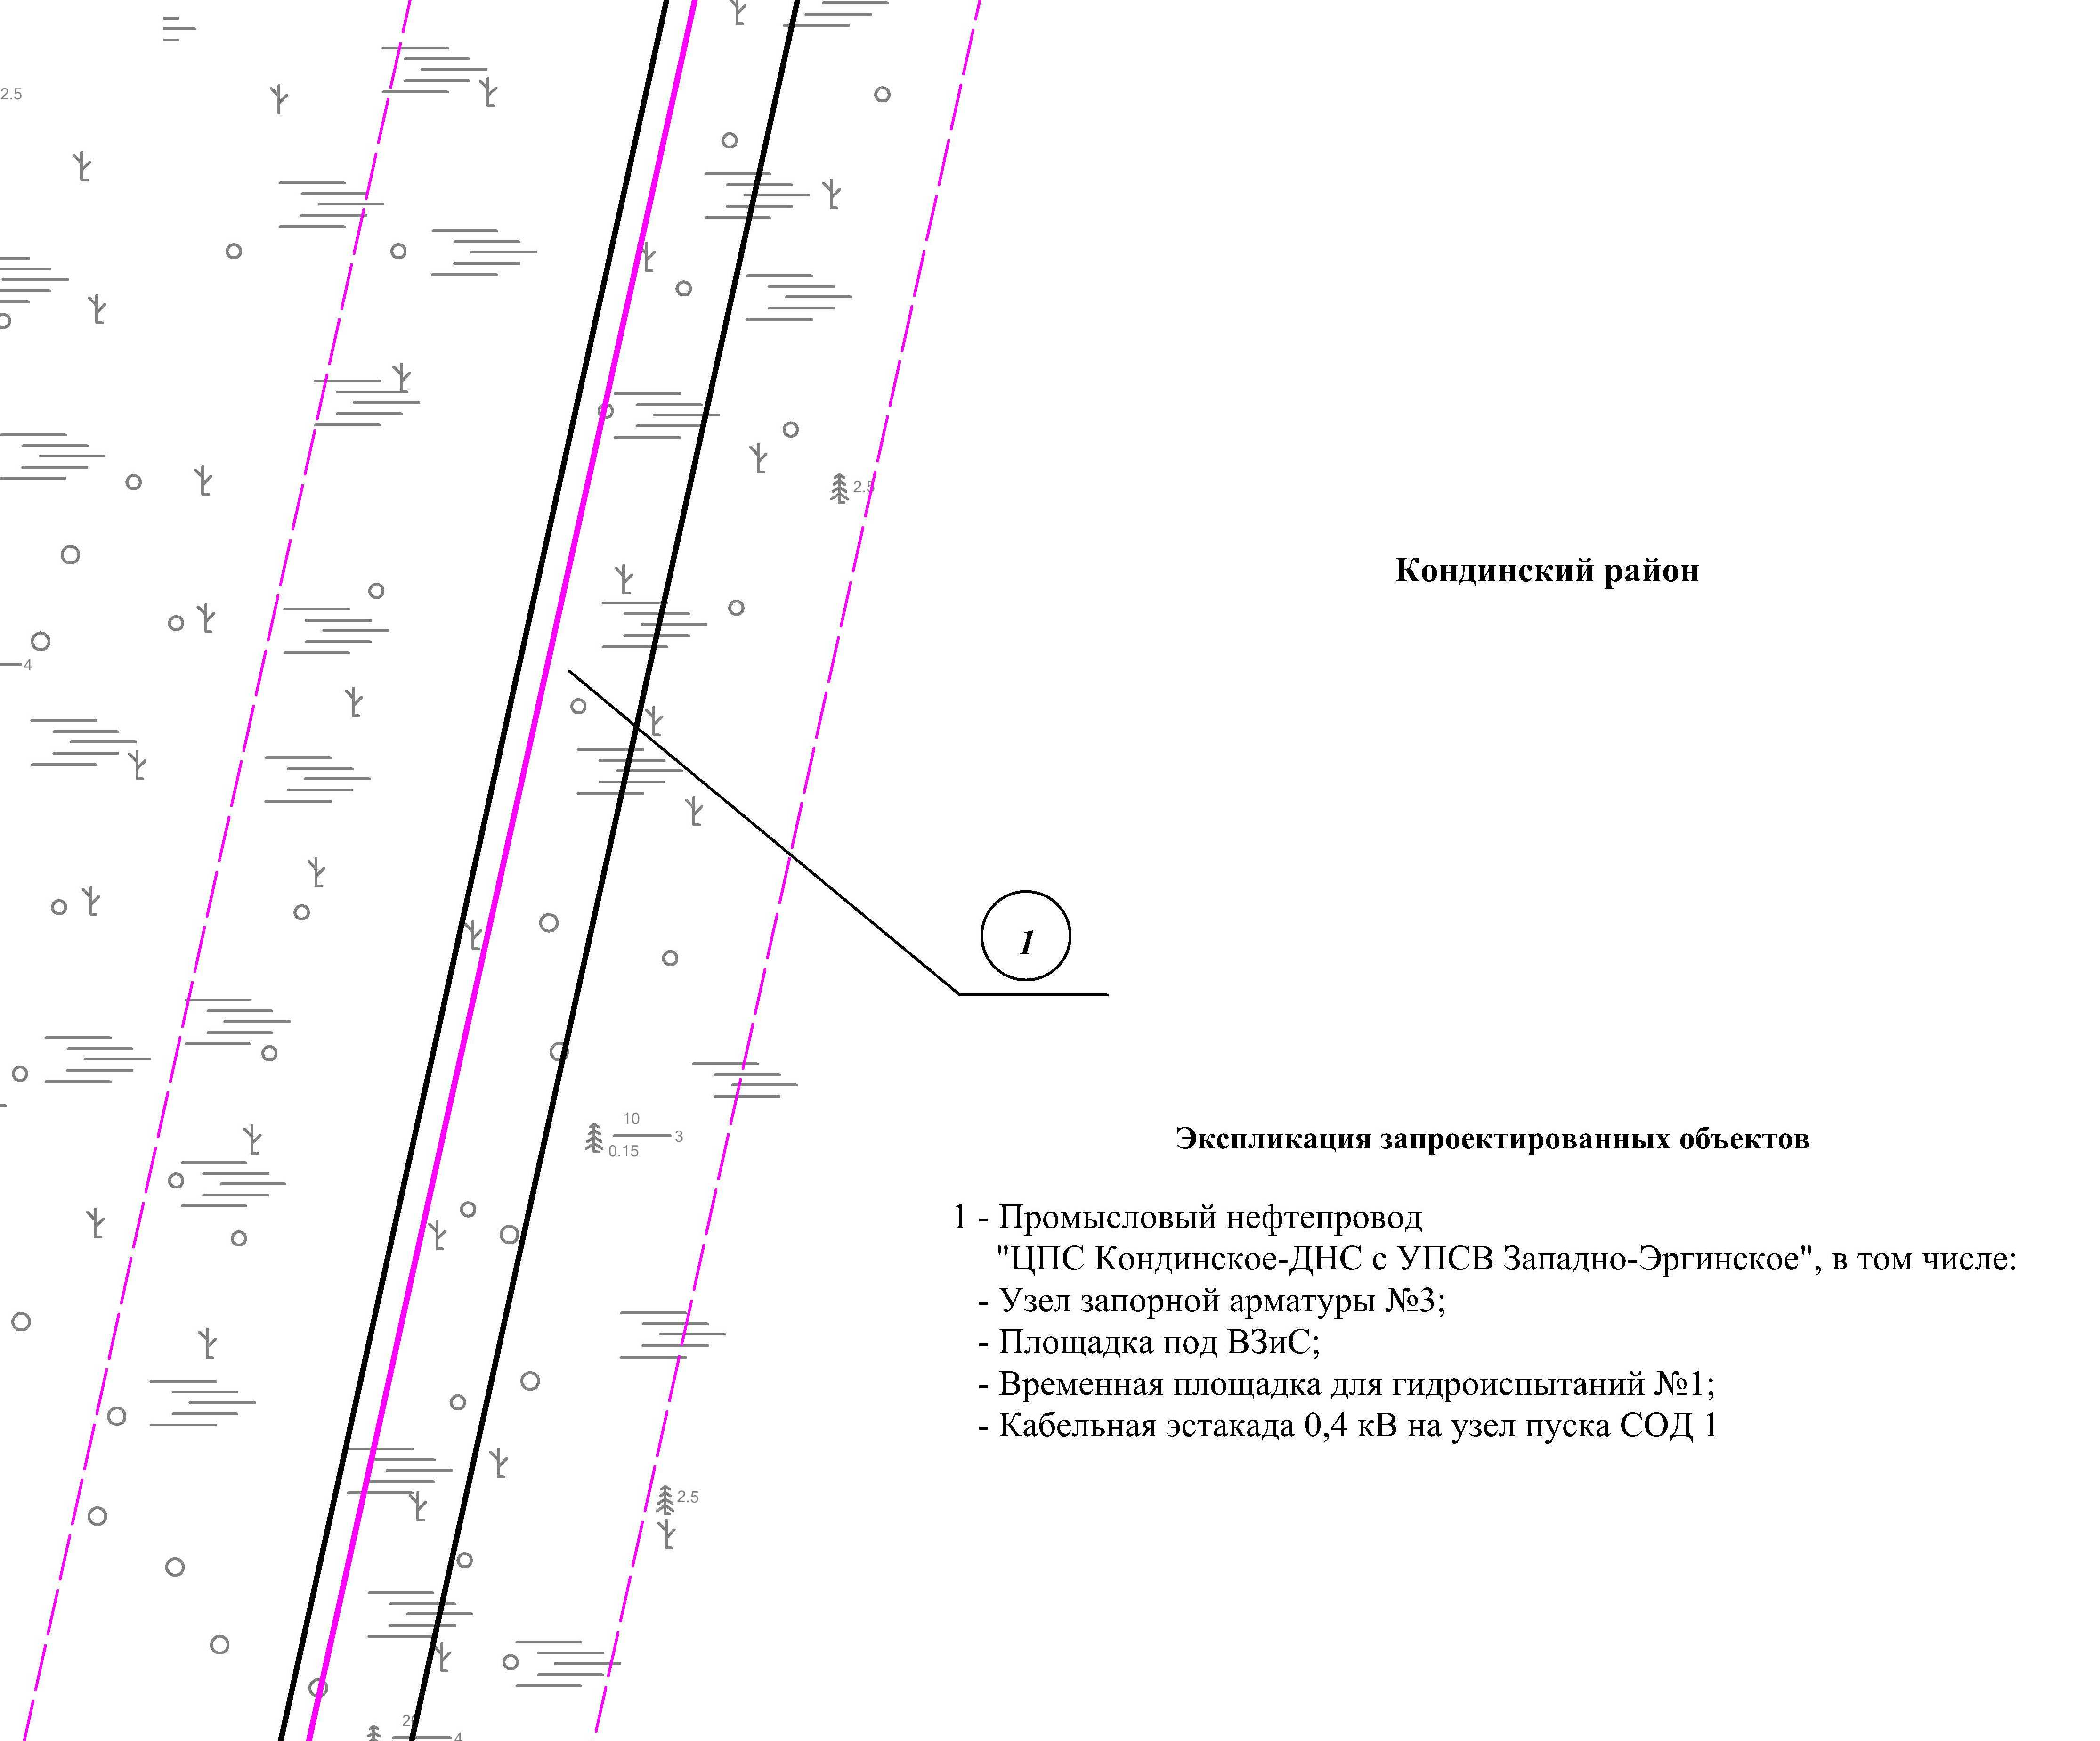 2.5
2.5
Кондинский район
4
1
10
3
0.15
Экспликация запроектированных объектов
1 - Промысловый нефтепровод
"ЦПС Кондинское-ДНС с УПСВ Западно-Эргинское", в том числе:
- Узел запорной арматуры №3;
- Площадка под ВЗиС;
- Временная площадка для гидроиспытаний №1;
- Кабельная эстакада 0,4 кВ на узел пуска СОД 1
2.5
4